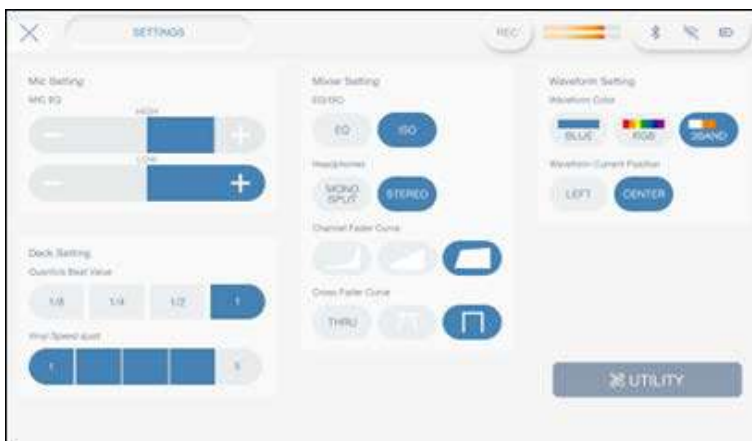 SETTINGS
REC
Mic Setting
MIC EQ
HIGH
LOW
Deck Setting
Quantize Beat Value
1/8 1/4 1/2 1
Vinyl Speed
1 5
Mixer Setting
EQ/ISO
EQ ISO
Headphones
MONO SPLIT STEREO
Channel Fader Curve
Cross Fader Curve
THRU
Waveform Setting
Waveform Color
BLUE RGB 3BAND
Waveform Current Position
LEFT CENTER
UTILITY